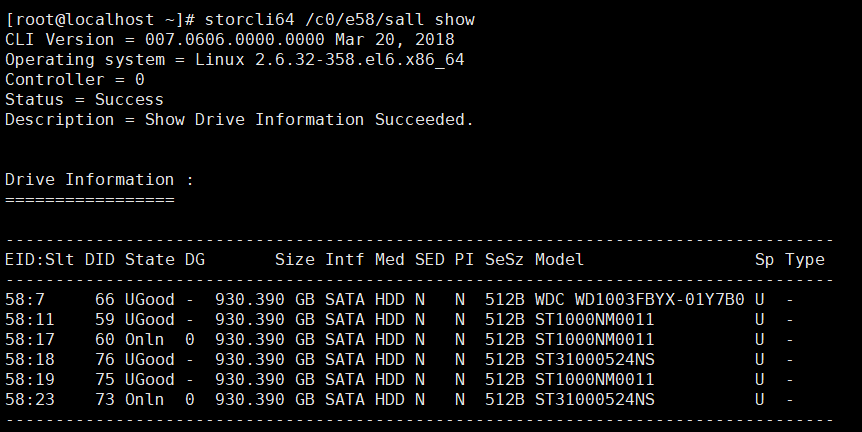 [root@localhost ~]# storcli64 /c0/e58/sall show
CLI Version = 007.0606.0000.0000 Mar 20, 2018
Operating system = Linux 2.6.32-358.el6.x86_64
Controller = 0
Status = Success
Description = Show Drive Information Succeeded.


Drive Information :
=================

-----------------------------------------------------------------------------------
EID:Slt DID State DG       Size Intf Med SED PI SeSz Model                Sp Type
-----------------------------------------------------------------------------------
58:7     66 UGood -  930.390 GB SATA HDD N   N  512B WDC WD1003FBYX-01Y7B0 U  -
58:11    59 UGood -  930.390 GB SATA HDD N   N  512B ST1000NM0011          U  -
58:17    60 Onln  0  930.390 GB SATA HDD N   N  512B ST1000NM0011          U  -
58:18    76 UGood -  930.390 GB SATA HDD N   N  512B ST31000524NS          U  -
58:19    75 UGood -  930.390 GB SATA HDD N   N  512B ST1000NM0011          U  -
58:23    73 Onln  0  930.390 GB SATA HDD N   N  512B ST31000524NS          U  -
-----------------------------------------------------------------------------------